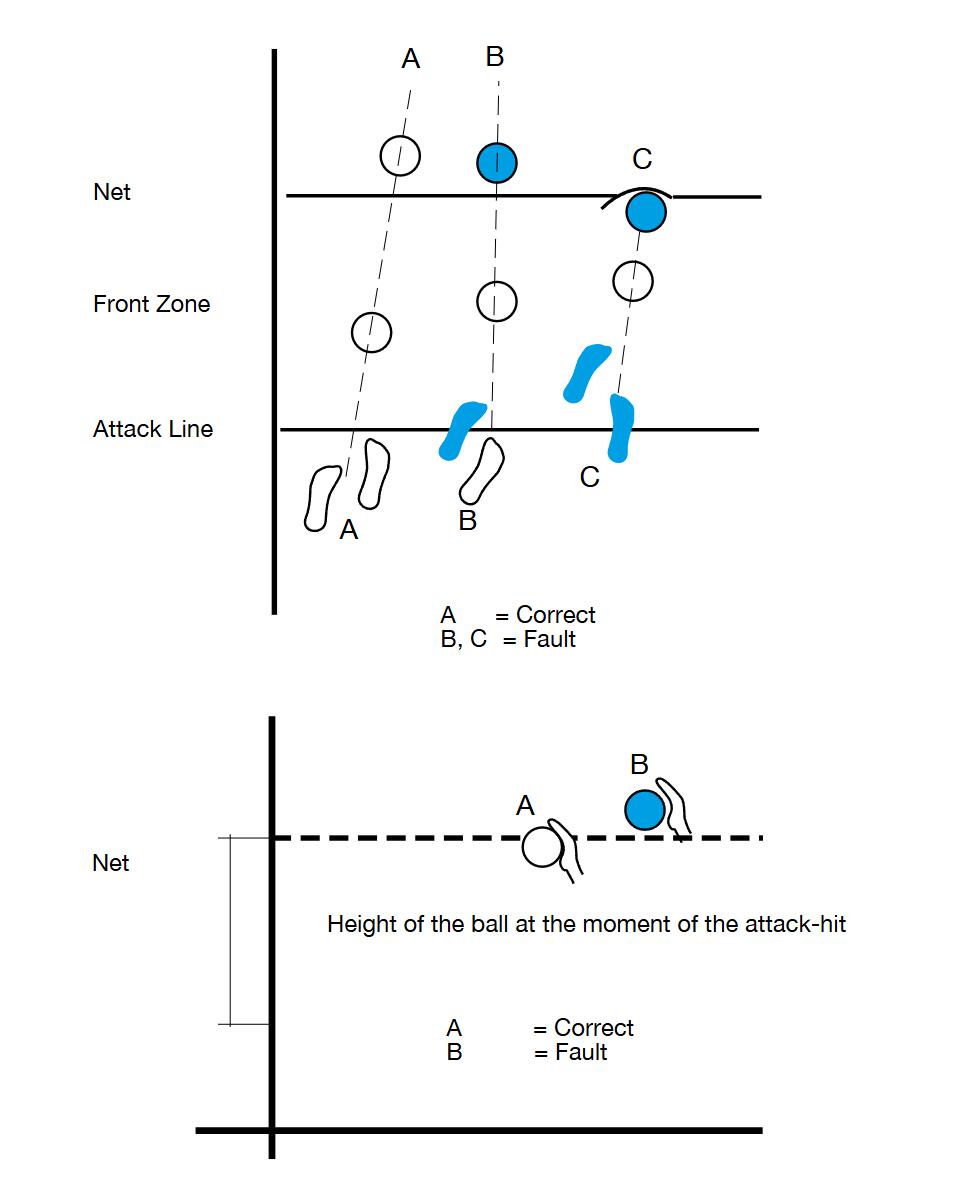 A
B
C
Net
Front Zone
Attack Line
C
B
A
A = Correct
B, C = Fault
B
A
Net
Height of the ball at the moment of the attack-hit
A = Correct
B = Fault